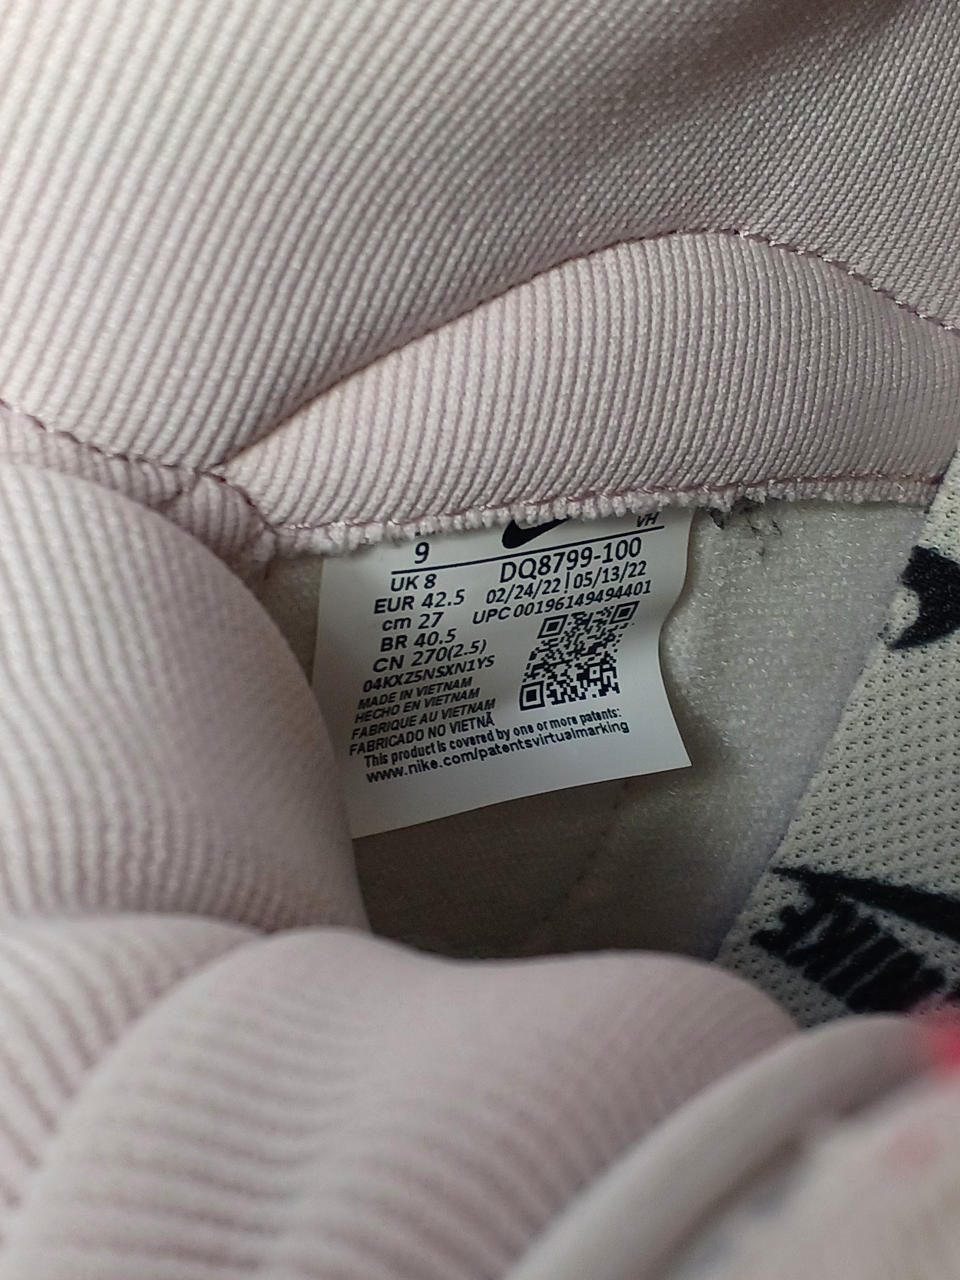 9
VH
UK 8
EUR 42.5
cm 27
BR 40.5
CN 270(2.5)
04KXZ5NSXN1YS
DQ8799-100
02/24/22 | 05/13/22
UPC 00196149494401
MADE IN VIETNAM
HECHO EN VIETNAM
FABRIQUE AU VIETNAM
FABRICADO NO VIETNÃ
This product is covered by one or more patents:
www.nike.com/patentsvirtualmarking
NIKE